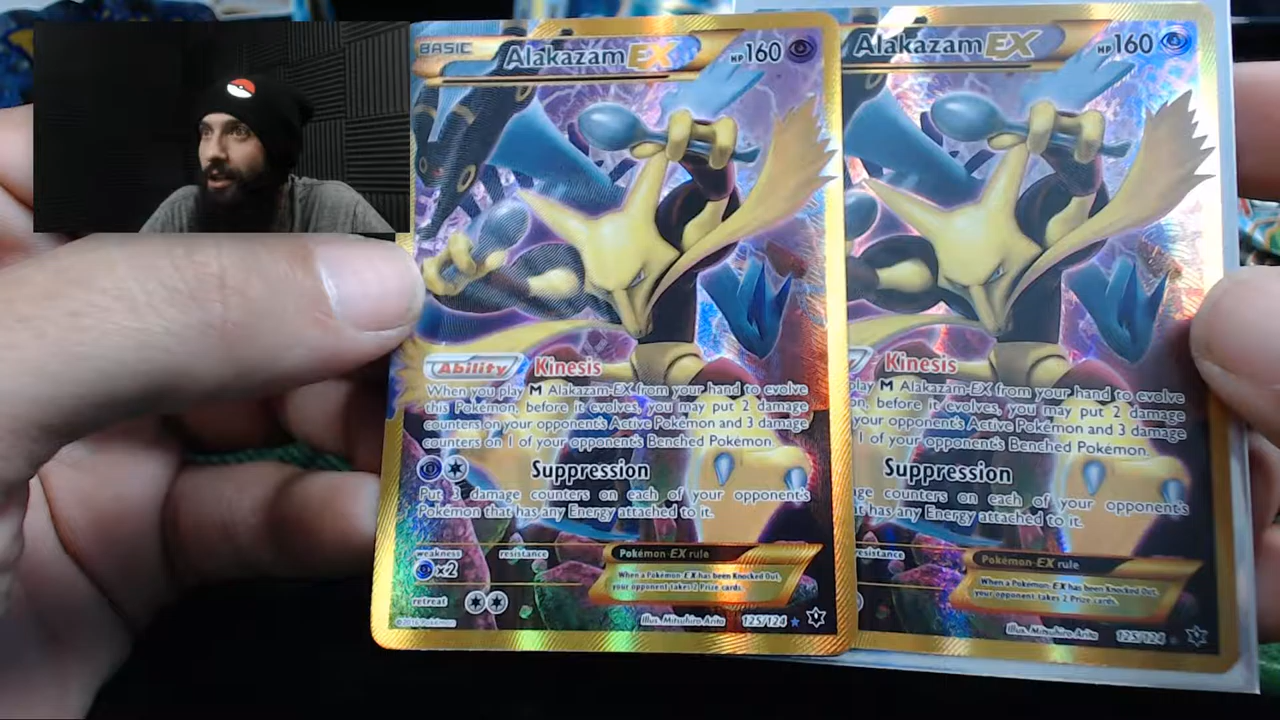 BASIC Alakazam EX HP160
Ability Kinesis
When you play M Alakazam-EX from your hand to evolve
this Pokémon, before it evolves, you may put 2 damage
counters on your opponent's Active Pokémon and 3 damage
counters on 1 of your opponent's Benched Pokémon.
Suppression
Put 3 damage counters on each of your opponent's
Pokémon that has any Energy attached to it.
weakness resistance
x2
retreat
Pokémon-EX rule
When a Pokémon-EX has been Knocked Out,
your opponent takes 2 Prize cards.
©2016 Pokémon
Illus. Mitsuhiro Arita 125/124
Alakazam EX HP160
Kinesis
play M Alakazam-EX from your hand to evolve
on, before it evolves, you may put 2 damage
your opponent's Active Pokémon and 3 damage
1 of your opponent's Benched Pokémon.
Suppression
ge counters on each of your opponent's
at has any Energy attached to it.
resistance
Pokémon-EX rule
When a Pokémon-EX has been Knocked Out,
your opponent takes 2 Prize cards.
Illus. Mitsuhiro Arita 125/124